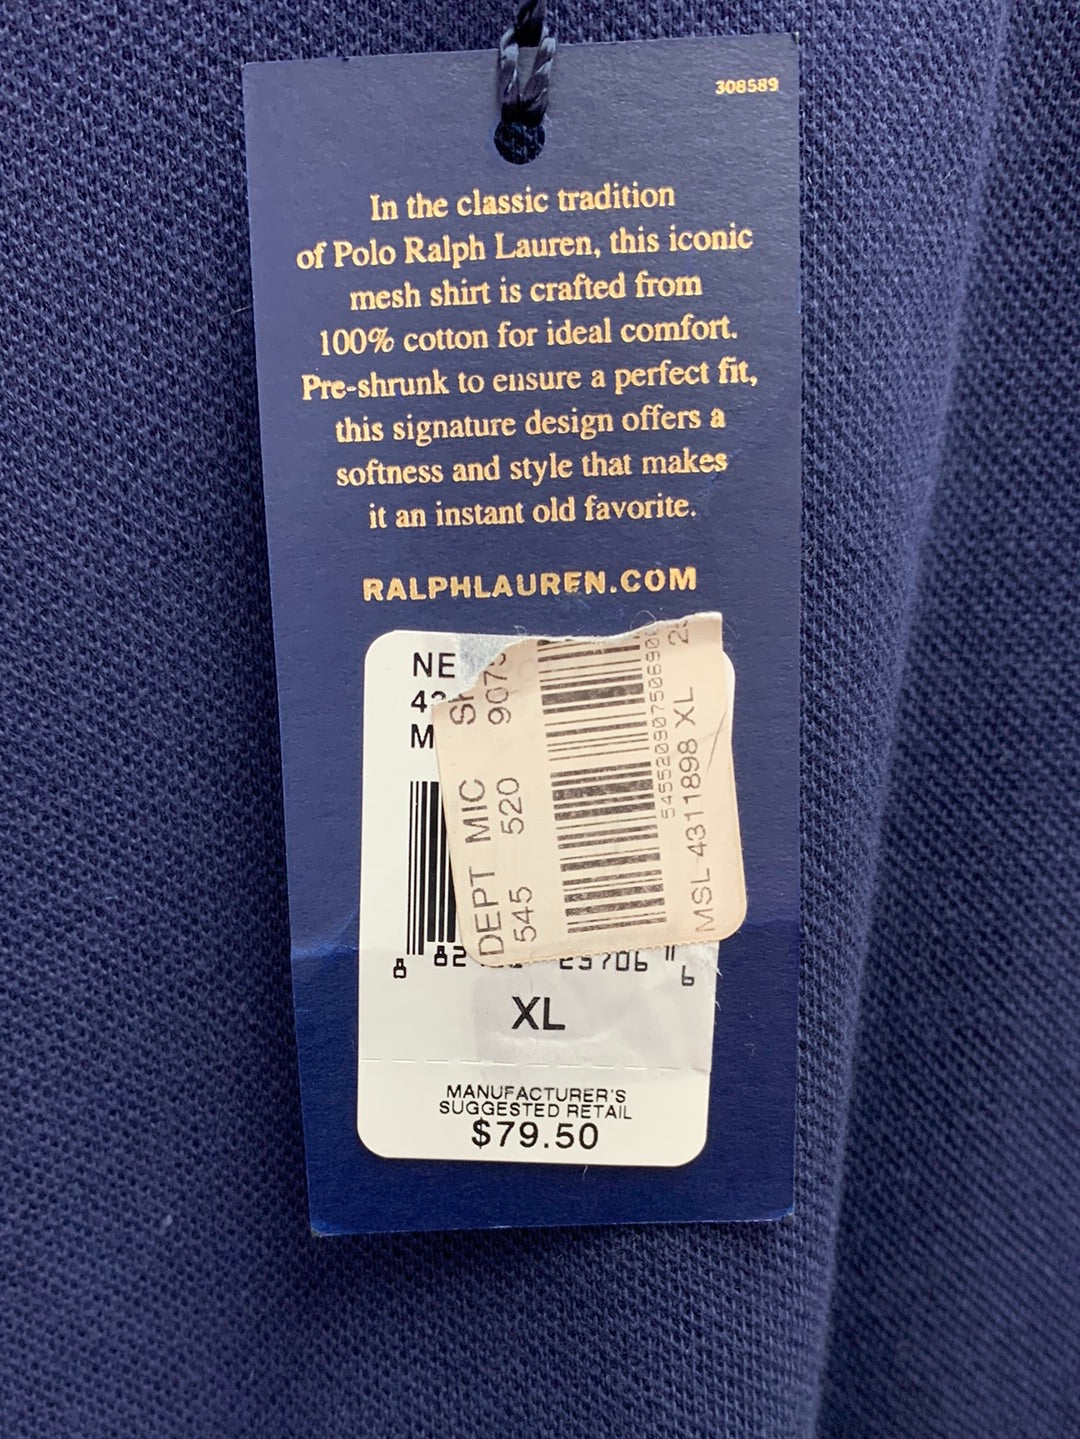 308589
In the classic tradition
of Polo Ralph Lauren, this iconic
mesh shirt is crafted from
100% cotton for ideal comfort.
Pre-shrunk to ensure a perfect fit,
this signature design offers a
softness and style that makes
it an instant old favorite.
RALPHLAUREN.COM
NE
M
DEPT MIC
545 520
MSL 4311898 XL
8
6
XL
MANUFACTURER'S
SUGGESTED RETAIL
$79.50